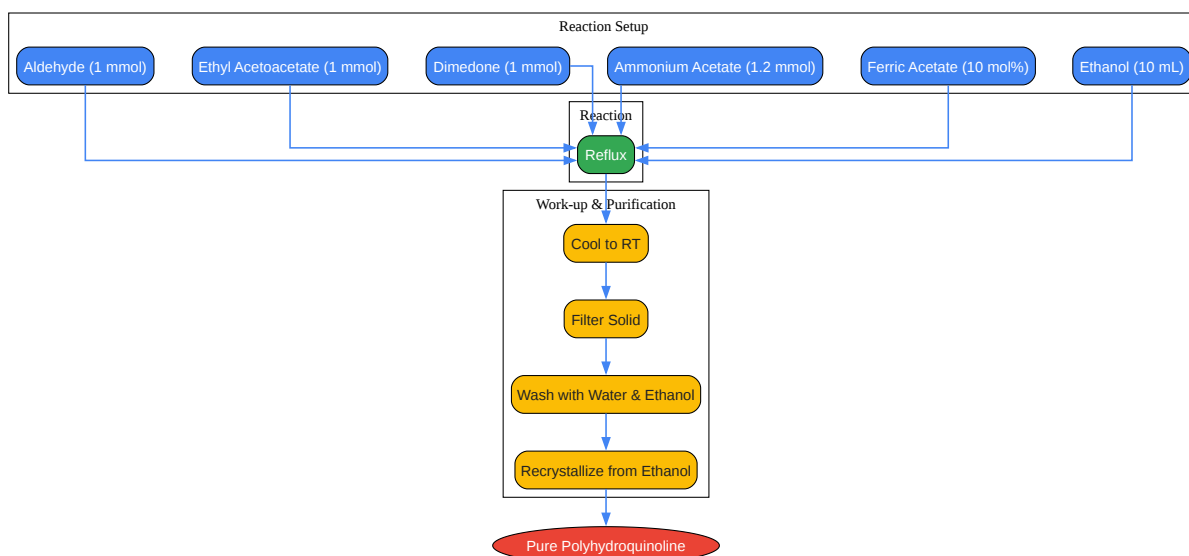 Reaction Setup
Aldehyde (1 mmol)
Ethyl Acetoacetate (1 mmol)
Dimedone (1 mmol)
Ammonium Acetate (1.2 mmol)
Ferric Acetate (10 mol%)
Ethanol (10 mL)
Reaction
Reflux
Work-up & Purification
Cool to RT
Filter Solid
Wash with Water & Ethanol
Recrystallize from Ethanol
Pure Polyhydroquinoline